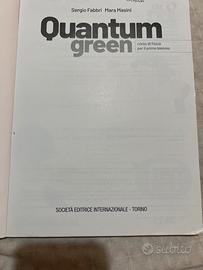 Sergio Fabbri Mara Masini
Quantum
green
corso di fisica
per il primo biennio
SOCIETÀ EDITRICE INTERNAZIONALE - TORINO
subito